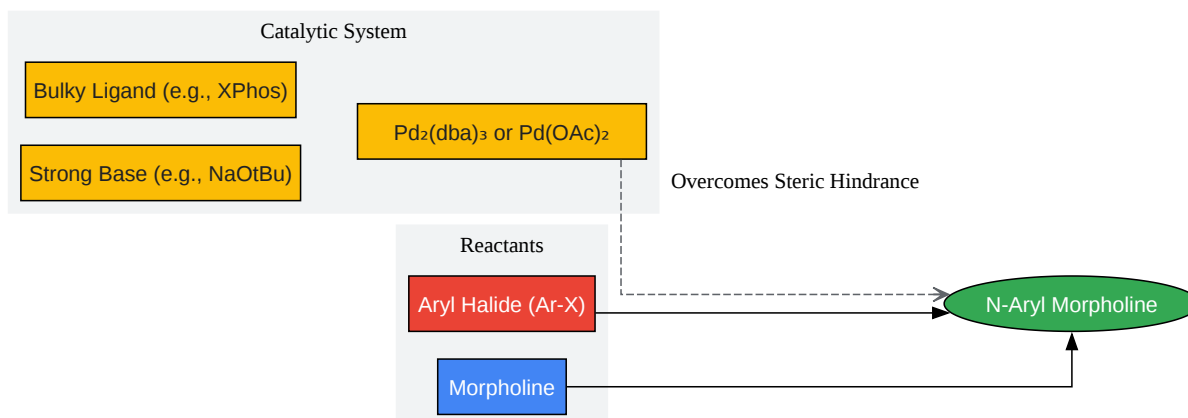 Catalytic System
Bulky Ligand (e.g., XPhos)
Pd₂(dba)₃ or Pd(OAc)₂
Strong Base (e.g., NaOtBu)
Overcomes Steric Hindrance
Reactants
Aryl Halide (Ar-X)
N-Aryl Morpholine
Morpholine